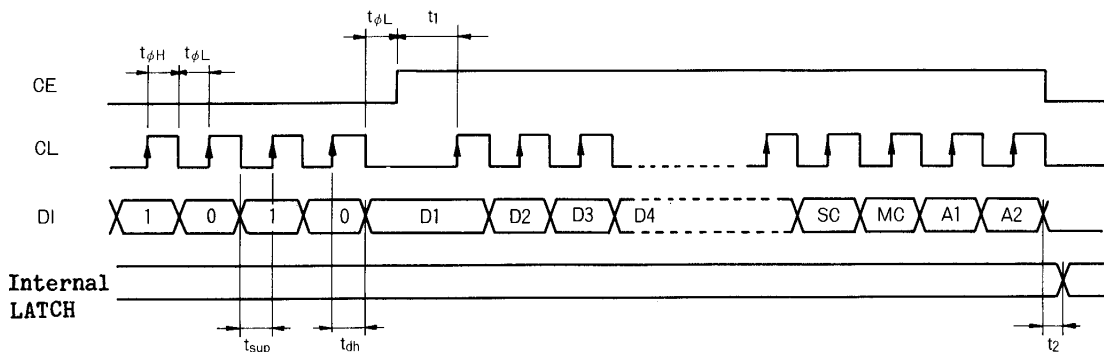 tφL t1
tφH tφL
CE
CL
DI 1 0 1 0 D1 D2 D3 D4 SC MC A1 A2
Internal
LATCH
tsup tdh t2